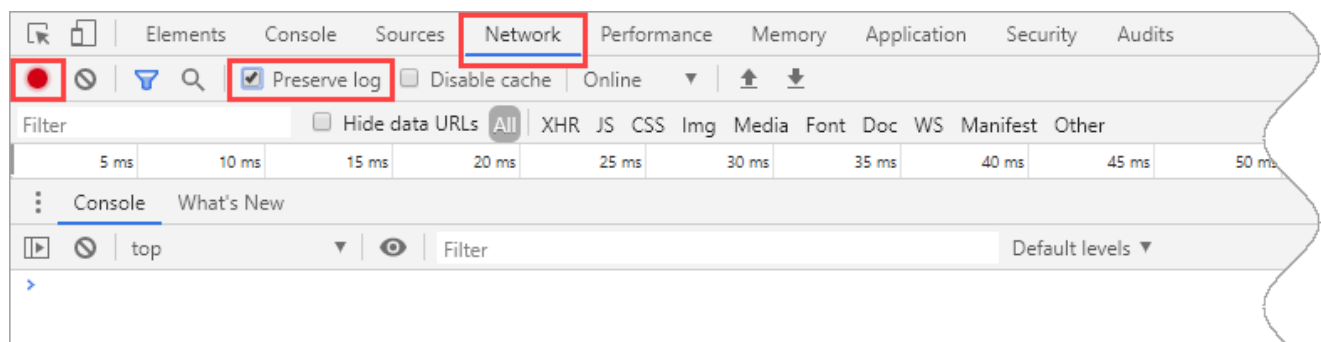 Elements Console Sources Network Performance Memory Application Security Audits
Preserve log Disable cache Online
Filter Hide data URLs All XHR JS CSS Img Media Font Doc WS Manifest Other
5 ms 10 ms 15 ms 20 ms 25 ms 30 ms 35 ms 40 ms 45 ms 50 ms
Console What's New
top Filter Default levels